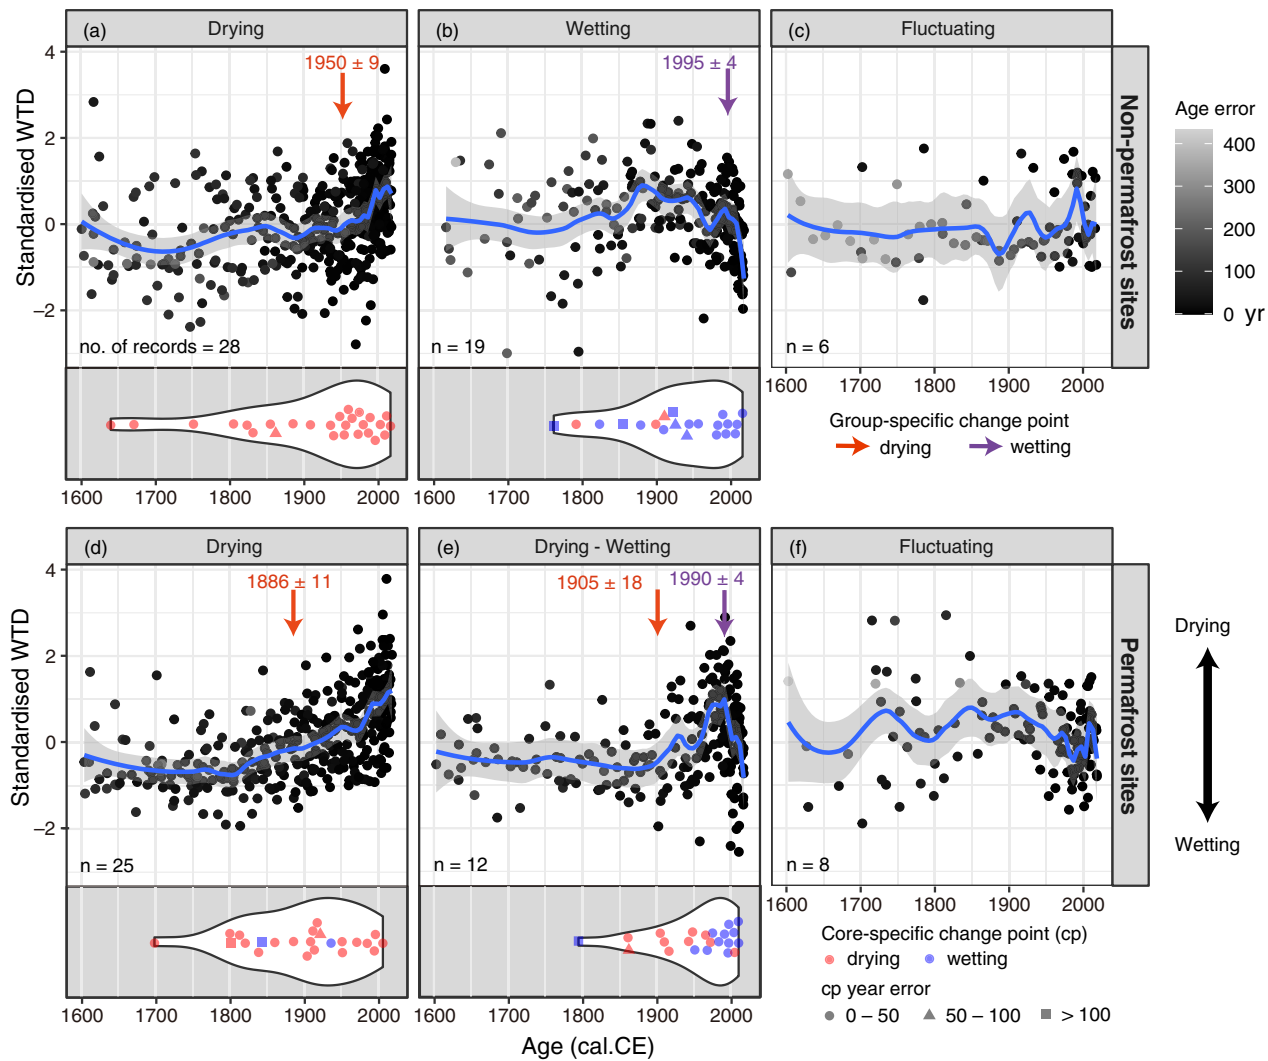 (a) Drying
(b) Wetting
(c) Fluctuating
Standardised WTD
4
2
0
−2
1950 ± 9
1995 ± 4
no. of records = 28
n = 19
n = 6
Non-permafrost sites
Age error
400
300
200
100
0 yr
1600 1700 1800 1900 2000
Group-specific change point
drying
wetting
1600 1700 1800 1900 2000
1600 1700 1800 1900 2000
(d) Drying
(e) Drying - Wetting
(f) Fluctuating
Standardised WTD
4
2
0
−2
1886 ± 11
1905 ± 18
1990 ± 4
n = 25
n = 12
n = 8
Permafrost sites
Drying
Wetting
1600 1700 1800 1900 2000
Core-specific change point (cp)
drying
wetting
cp year error
0 – 50
50 – 100
> 100
1600 1700 1800 1900 2000
1600 1700 1800 1900 2000
Age (cal.CE)